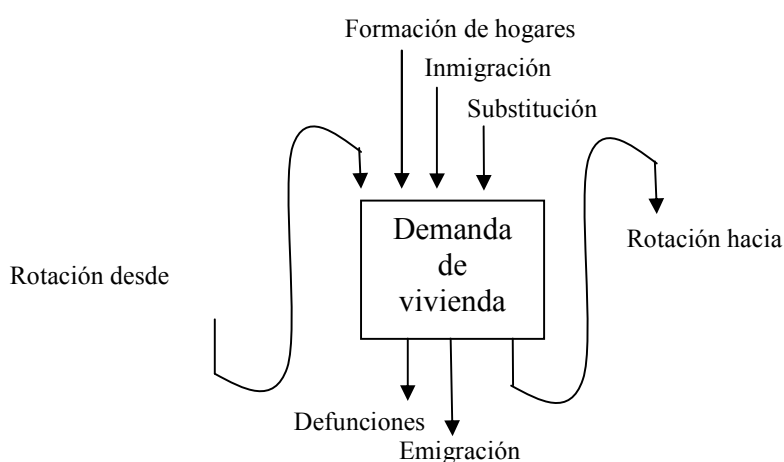 Formación de hogares
Inmigración
Substitución
Demanda
de
vivienda
Rotación hacia
Rotación desde
Defunciones
Emigración